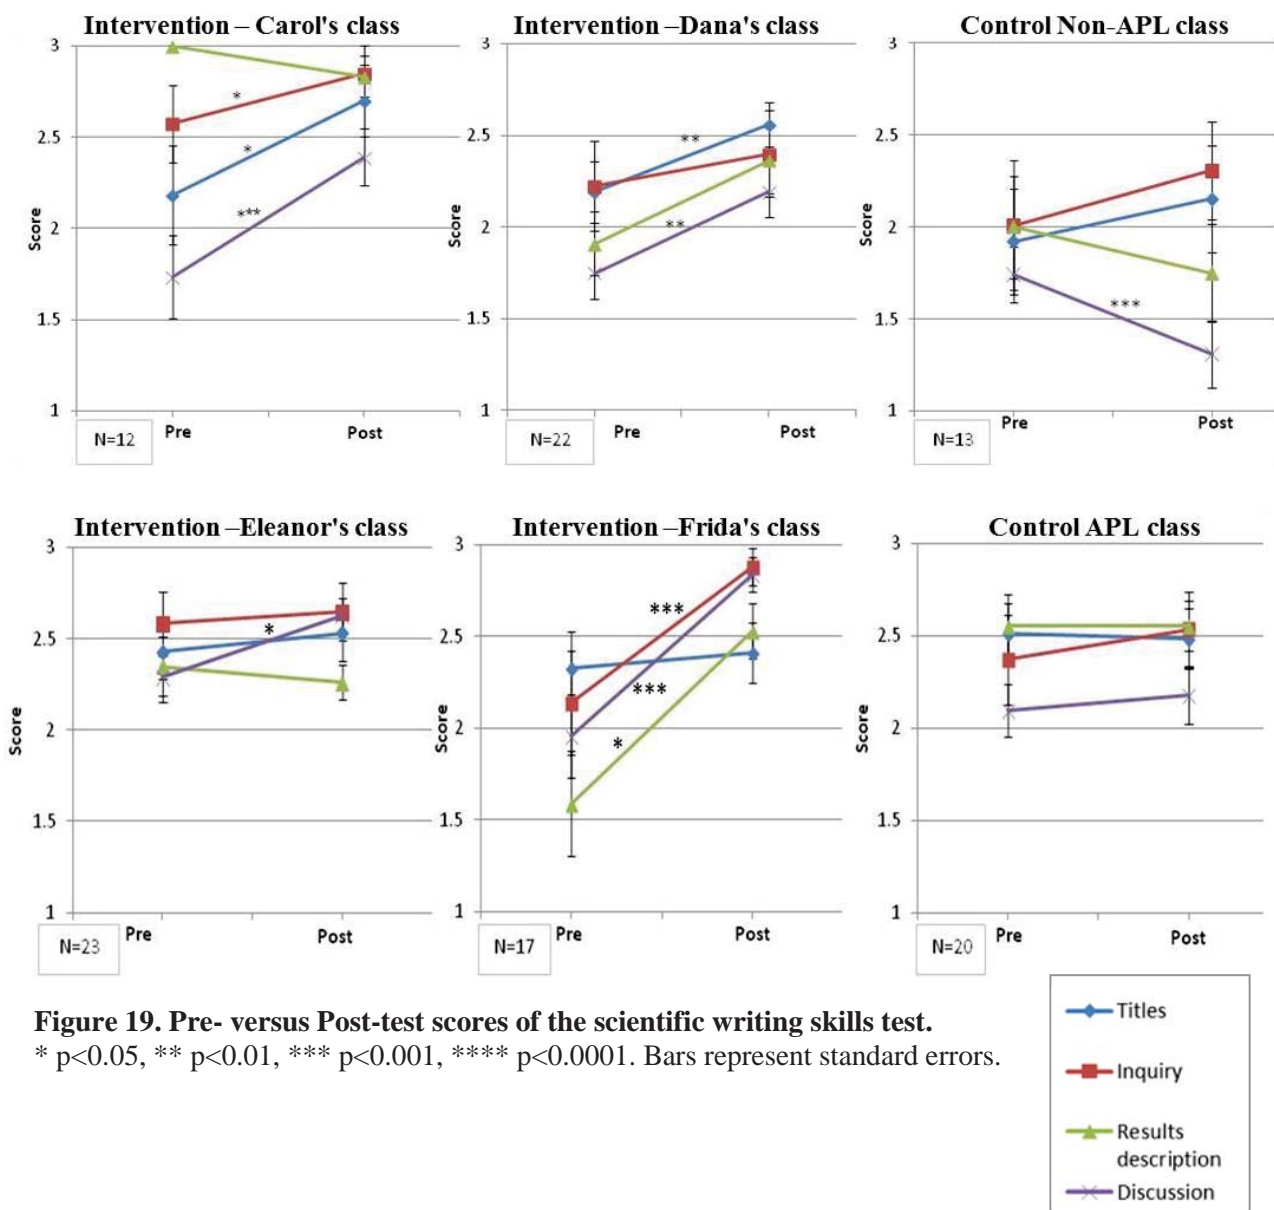 Intervention – Carol's class
3
2.5
2
1.5
1
Score
*
*
***
N=12
Pre
Post
Intervention –Dana's class
3
2.5
2
1.5
1
Score
**
**
N=22
Pre
Post
Control Non-APL class
3
2.5
2
1.5
1
Score
***
N=13
Pre
Post
Intervention –Eleanor's class
3
2.5
2
1.5
1
Score
*
N=23
Pre
Post
Intervention –Frida's class
3
2.5
2
1.5
1
Score
***
***
*
N=17
Pre
Post
Control APL class
3
2.5
2
1.5
1
Score
N=20
Pre
Post
Figure 19. Pre- versus Post-test scores of the scientific writing skills test.
* p<0.05, ** p<0.01, *** p<0.001, **** p<0.0001. Bars represent standard errors.
Titles
Inquiry
Results
description
Discussion